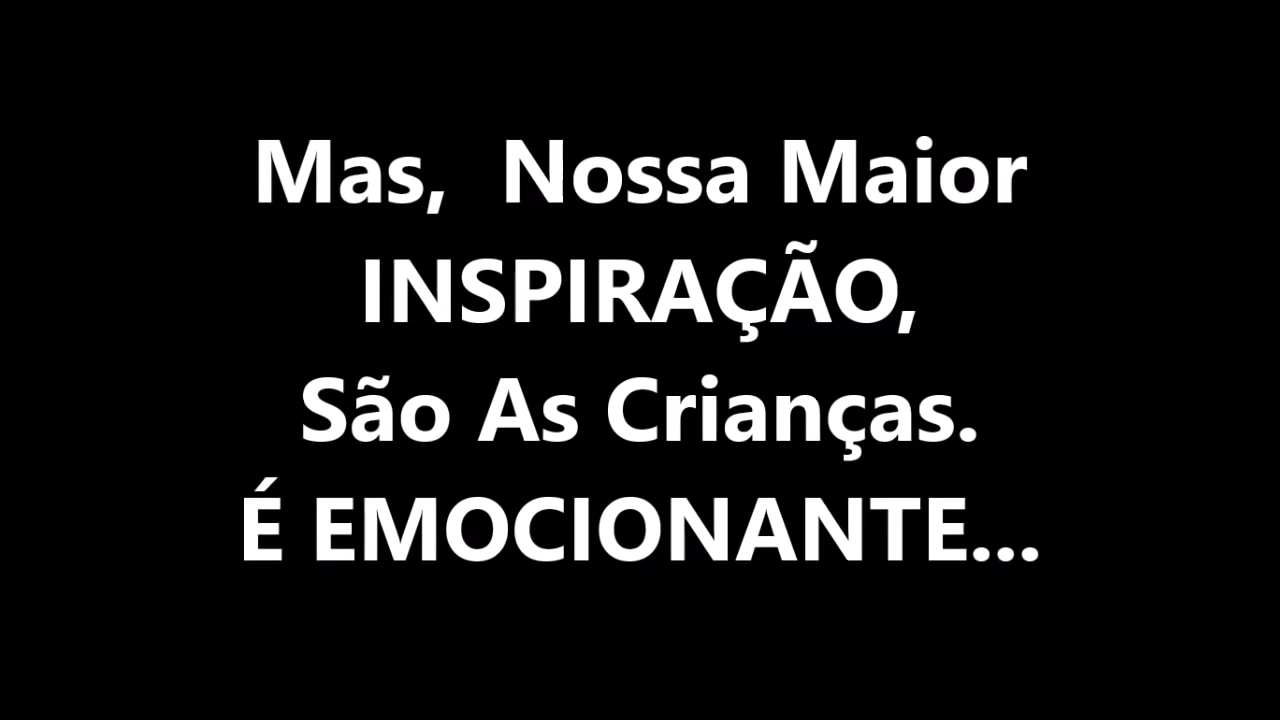 Mas,  Nossa Maior
INSPIRAÇÃO,
São As Crianças.
É EMOCIONANTE...